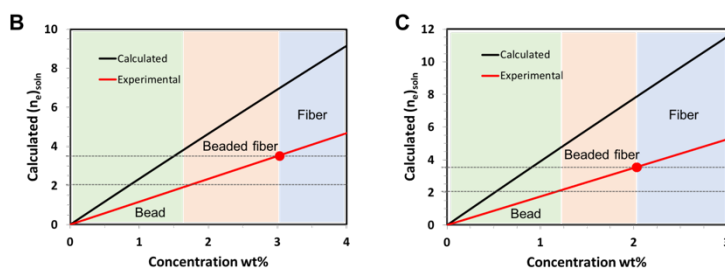 B
Calculated (nₑ)soln
10
8
6
4
2
0
Calculated
Experimental
Fiber
Beaded fiber
Bead
0 1 2 3 4
Concentration wt%
C
Calculated (nₑ)soln
12
10
8
6
4
2
0
Calculated
Experimental
Fiber
Beaded fiber
Bead
0 1 2 3
Concentration wt%